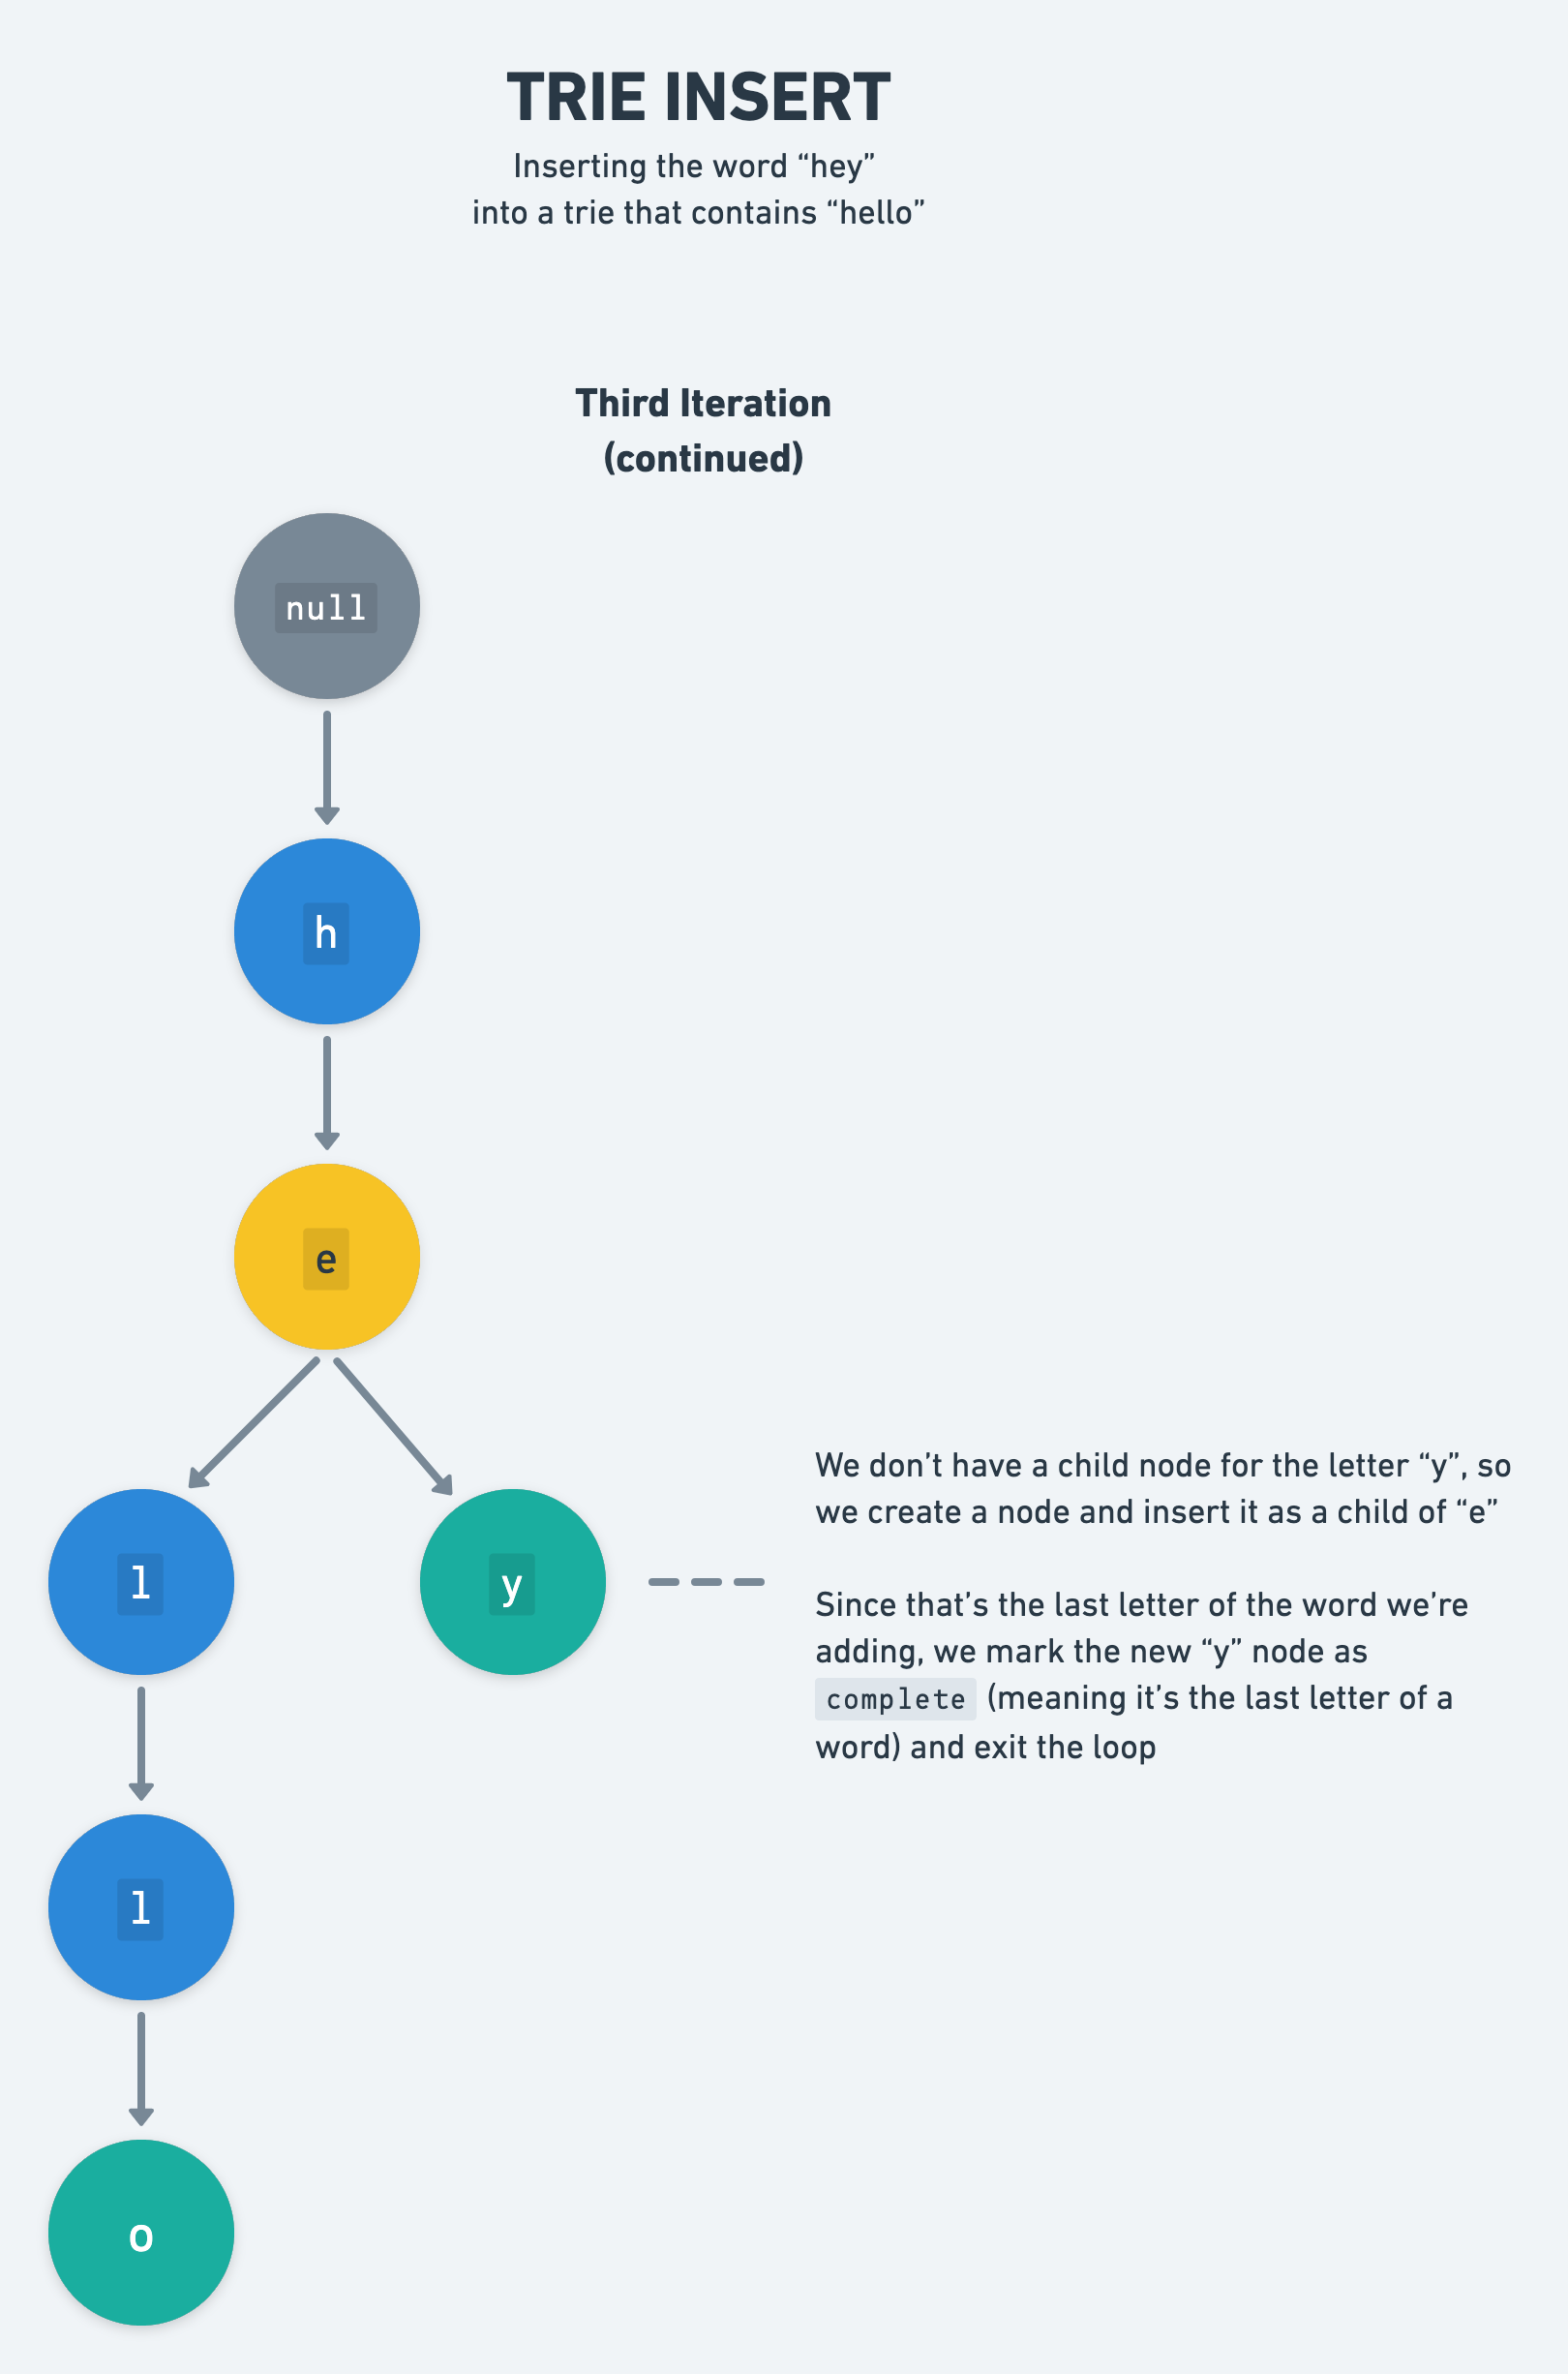 TRIE INSERT
Inserting the word “hey”
into a trie that contains “hello”
Third Iteration
(continued)
null
h
e
l
y
We don’t have a child node for the letter “y”, so
we create a node and insert it as a child of “e”
Since that’s the last letter of the word we’re
adding, we mark the new “y” node as
complete (meaning it’s the last letter of a
word) and exit the loop
l
o